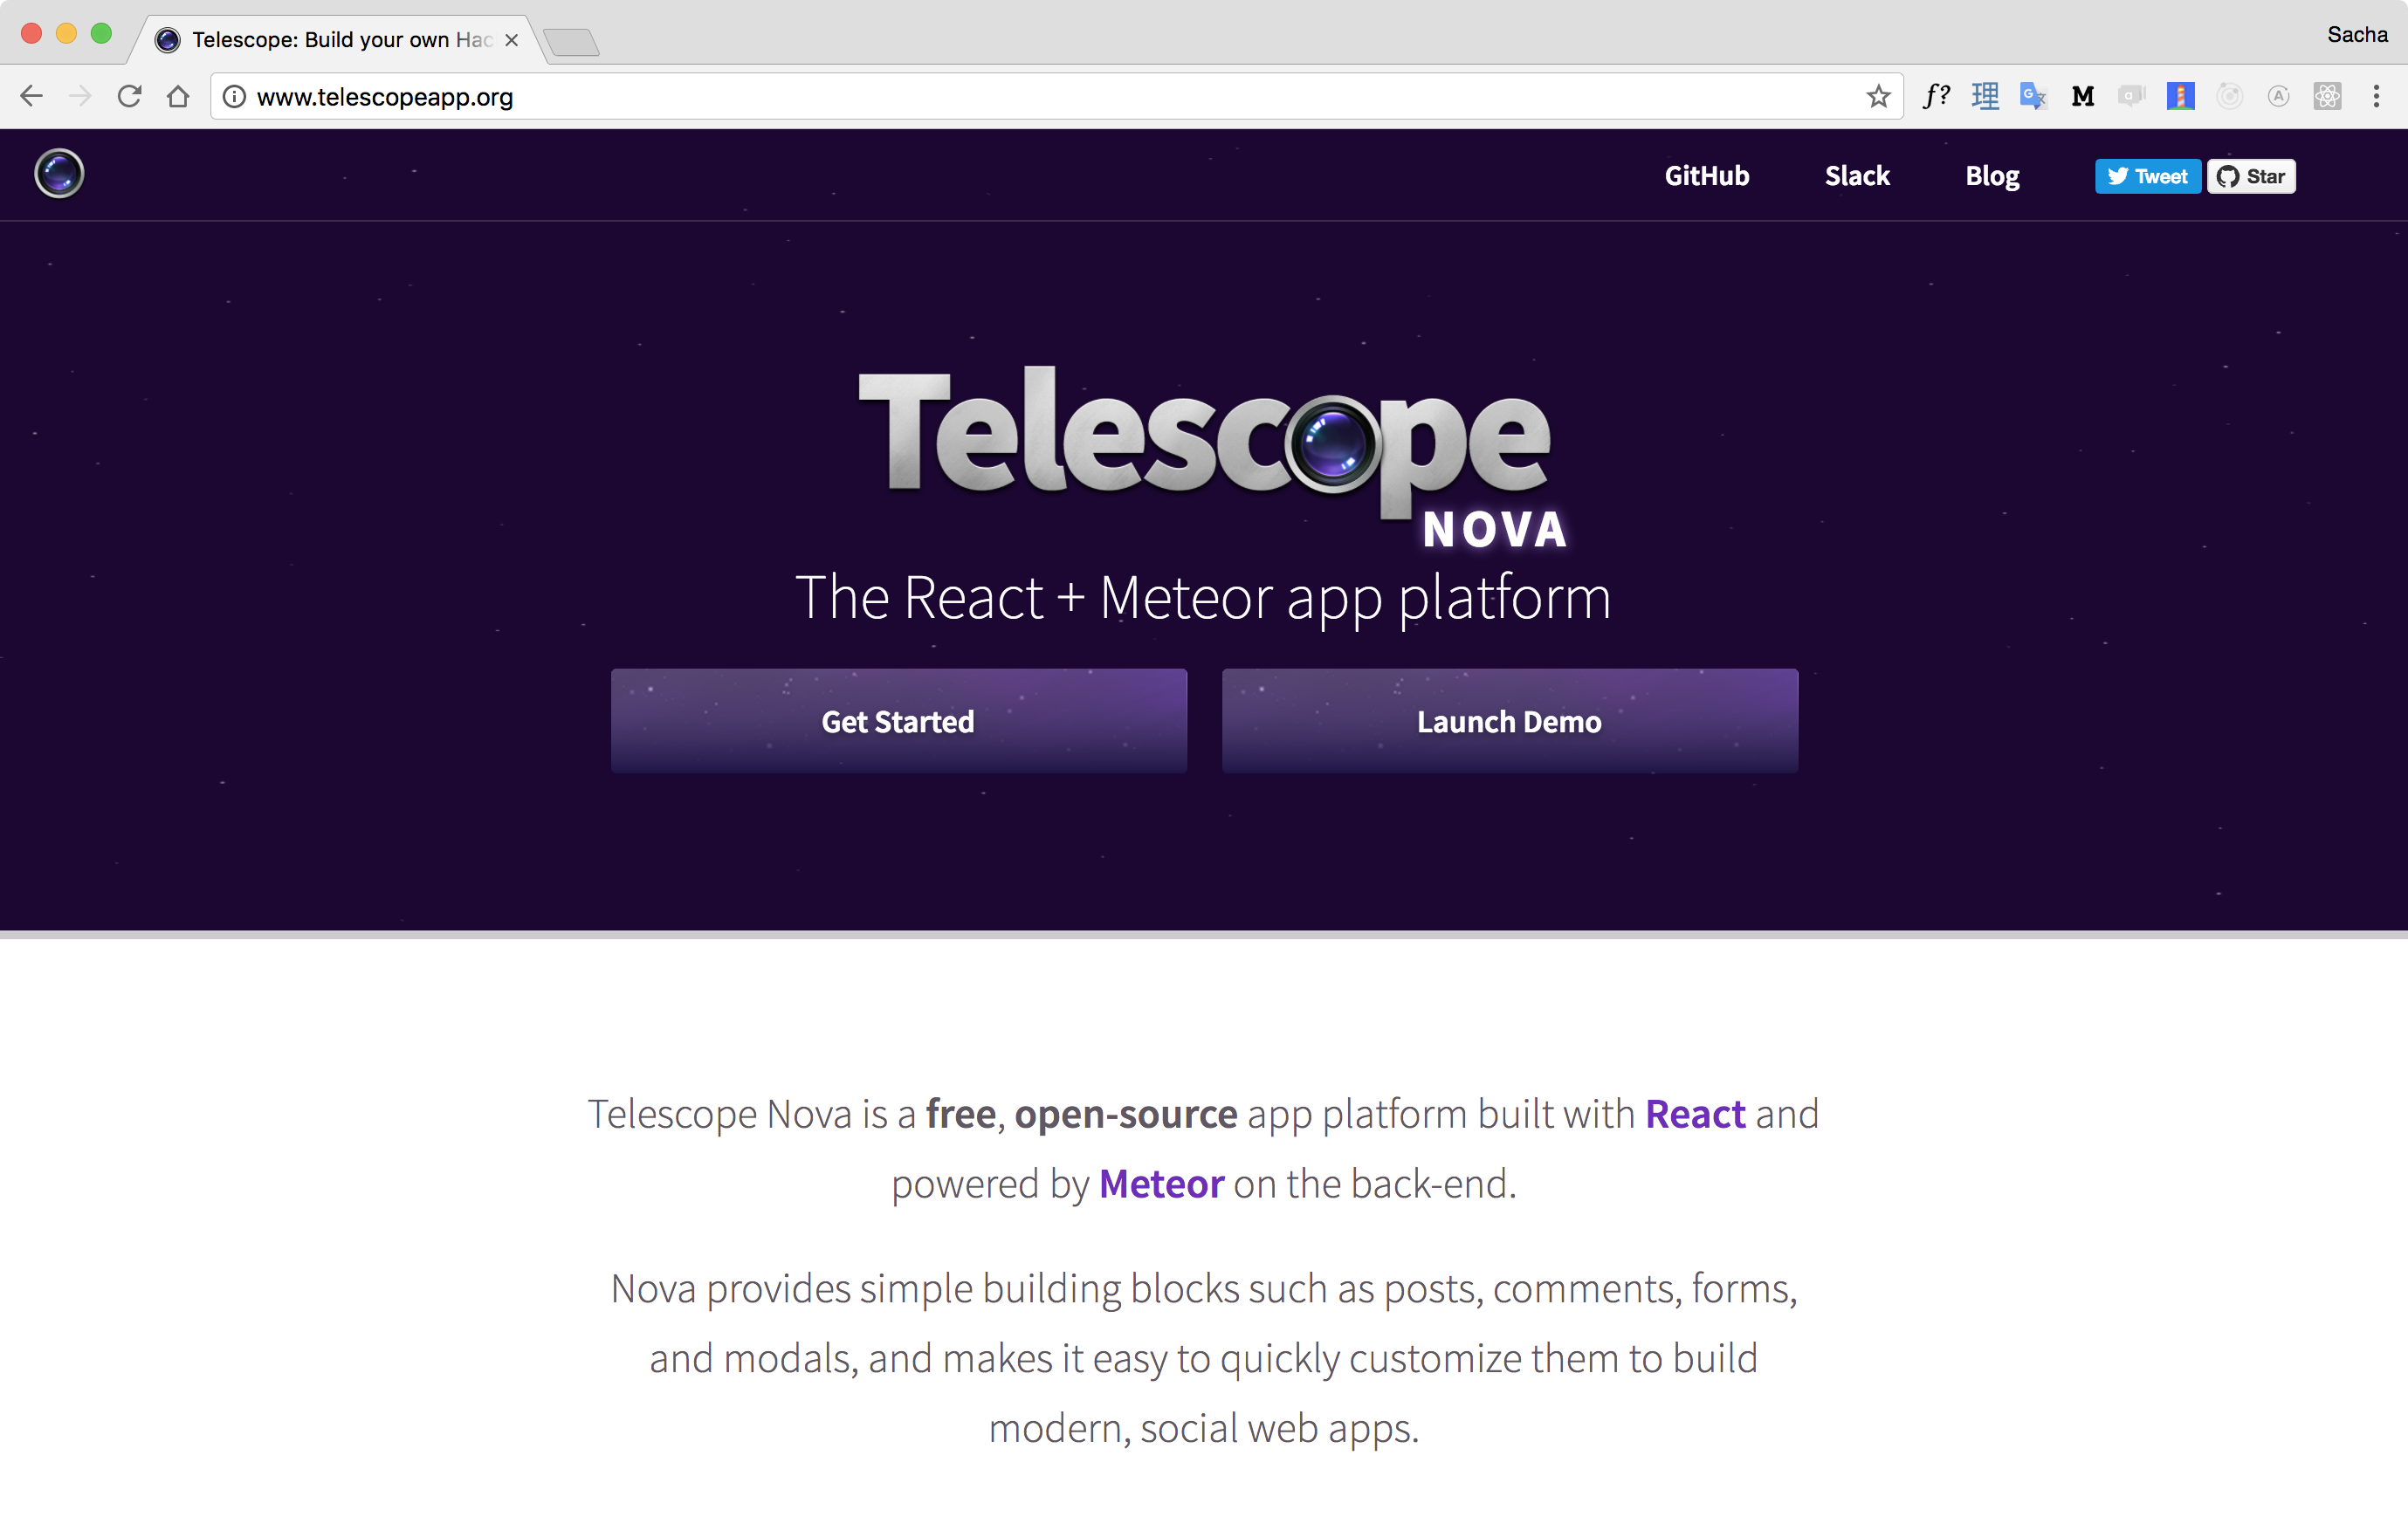 Telescope: Build your own Hac
Sacha
www.telescopeapp.org
f?
理
G
M
a
A
GitHub
Slack
Blog
Tweet
Star
Telescope
NOVA
The React + Meteor app platform
Get Started
Launch Demo
Telescope Nova is a free, open-source app platform built with React and
powered by Meteor on the back-end.
Nova provides simple building blocks such as posts, comments, forms,
and modals, and makes it easy to quickly customize them to build
modern, social web apps.